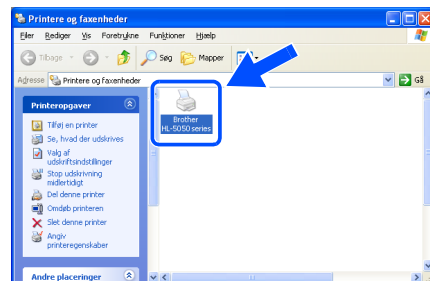 Printere og faxenheder
Filer Rediger Vis Foretrukne Funktioner Hjælp
Tilbage Søg Mapper
Adresse Printere og faxenheder Gå
Printeropgaver
Tilføj en printer
Se, hvad der udskrives
Valg af
udskriftsindstillinger
Stop udskrivning
midlertidigt
Del denne printer
Omdøb printeren
Slet denne printer
Angiv
printeregenskaber
Andre placeringer
Brother
HL-5050 series